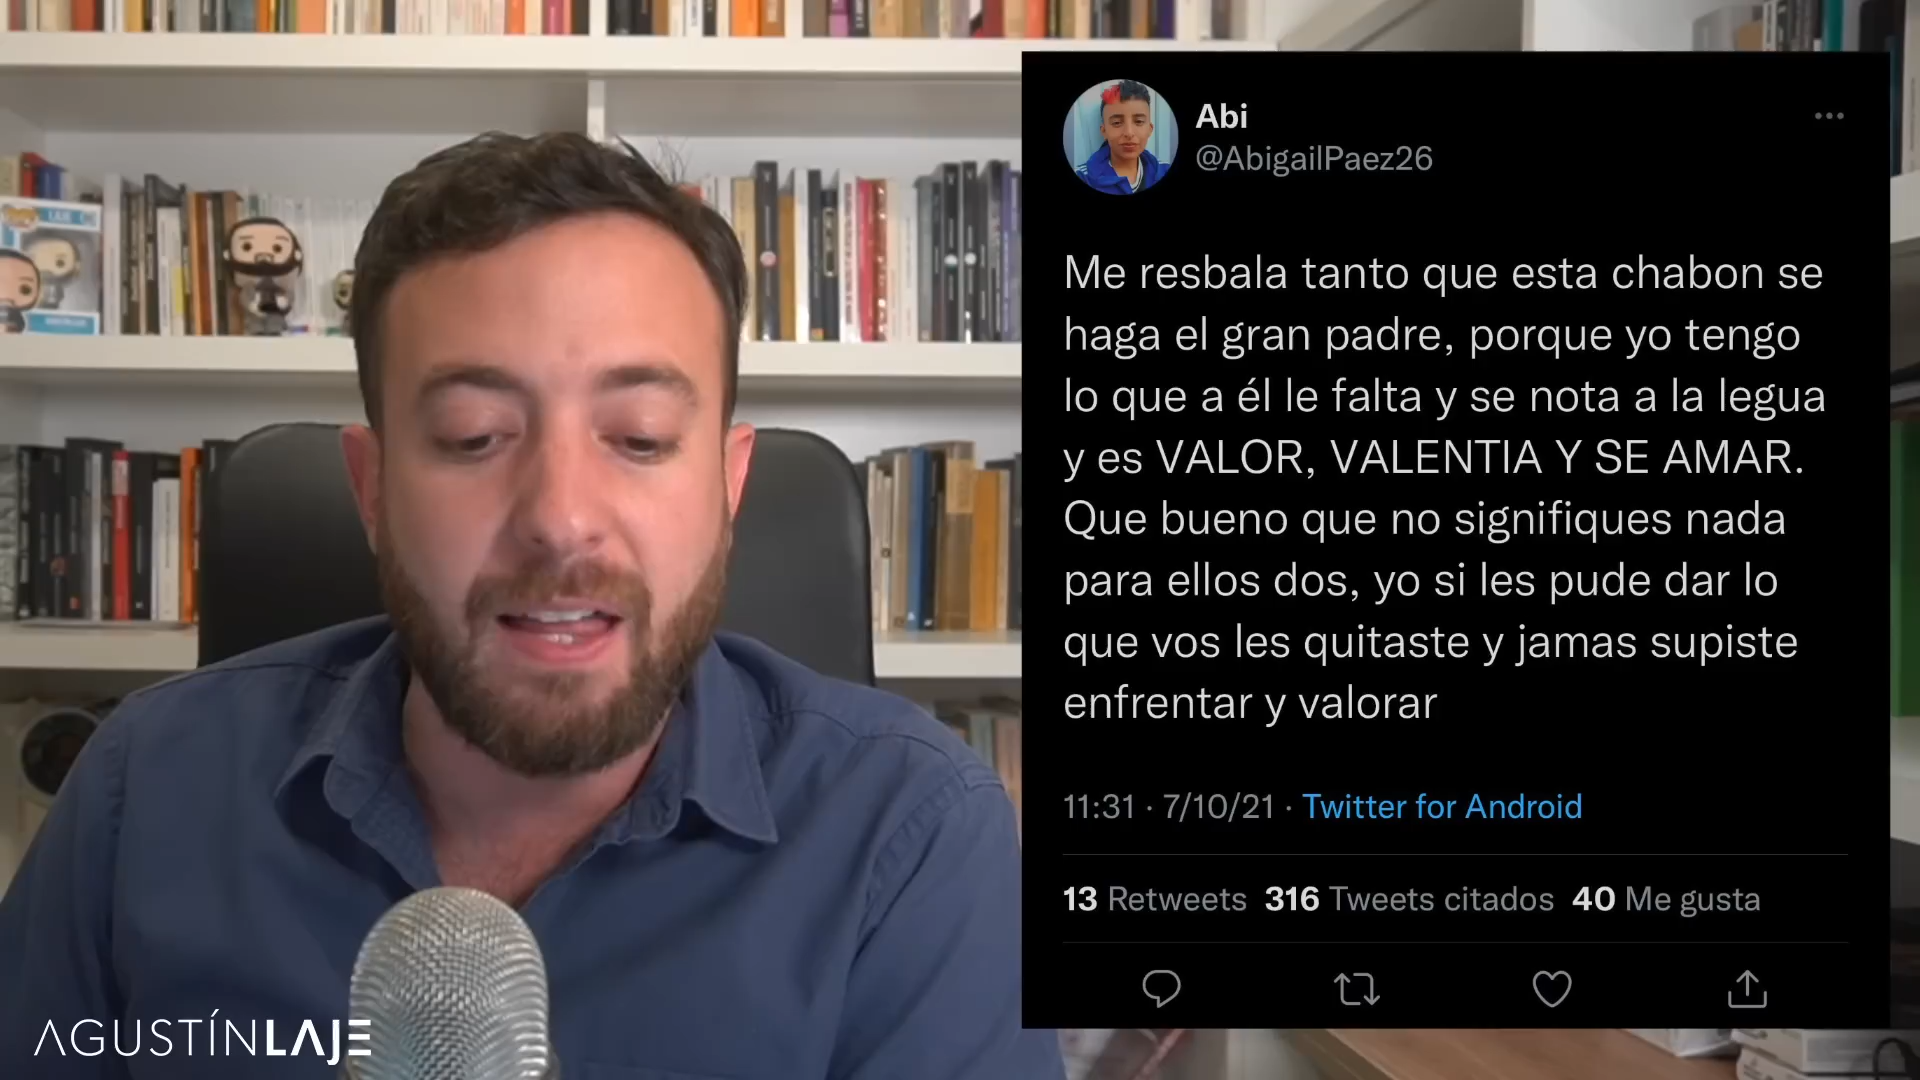 Abi
@AbigailPaez26
Me resbala tanto que esta chabon se
haga el gran padre, porque yo tengo
lo que a él le falta y se nota a la legua
y es VALOR, VALENTIA Y SE AMAR.
Que bueno que no signifiques nada
para ellos dos, yo si les pude dar lo
que vos les quitaste y jamas supiste
enfrentar y valorar
11:31 · 7/10/21 · Twitter for Android
13 Retweets 316 Tweets citados 40 Me gusta
AGUSTÍNLAJE